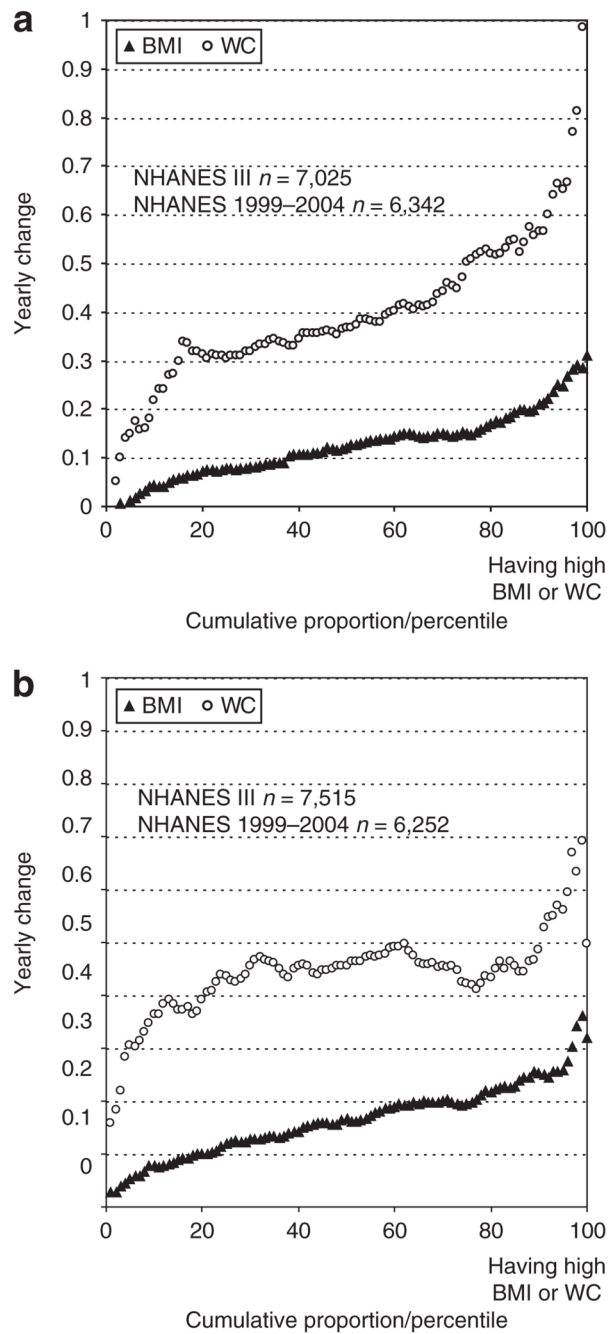 a
1
▲ BMI ○ WC
0.9
0.8
0.7
NHANES III n = 7,025
NHANES 1999–2004 n = 6,342
0.6
0.5
0.4
0.3
0.2
0.1
0
Yearly change
0 20 40 60 80 100
Having high
BMI or WC
Cumulative proportion/percentile
b
1
▲ BMI ○ WC
0.9
0.8
NHANES III n = 7,515
NHANES 1999–2004 n = 6,252
0.7
0.6
0.5
0.4
0.3
0.2
0.1
0
Yearly change
0 20 40 60 80 100
Having high
BMI or WC
Cumulative proportion/percentile